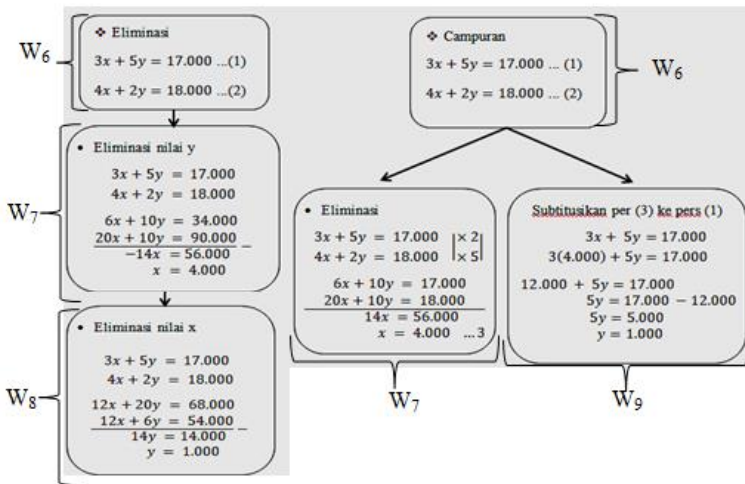 W6
❖ Eliminasi
3x + 5y = 17.000 ...(1)
4x + 2y = 18.000 ...(2)
W7
• Eliminasi nilai y
3x + 5y = 17.000
4x + 2y = 18.000
6x + 10y = 34.000
20x + 10y = 90.000 −
−14x = 56.000
x = 4.000
W8
• Eliminasi nilai x
3x + 5y = 17.000
4x + 2y = 18.000
12x + 20y = 68.000
12x + 6y = 54.000 −
14y = 14.000
y = 1.000
❖ Campuran
3x + 5y = 17.000 ... (1)
4x + 2y = 18.000 ... (2)
W6
• Eliminasi
3x + 5y = 17.000 |× 2|
4x + 2y = 18.000 |× 5|
6x + 10y = 17.000
20x + 10y = 18.000
14x = 56.000
x = 4.000 ...3
W7
Subtitusikan per (3) ke pers (1)
3x + 5y = 17.000
3(4.000) + 5y = 17.000
12.000 + 5y = 17.000
5y = 17.000 − 12.000
5y = 5.000
y = 1.000
W9